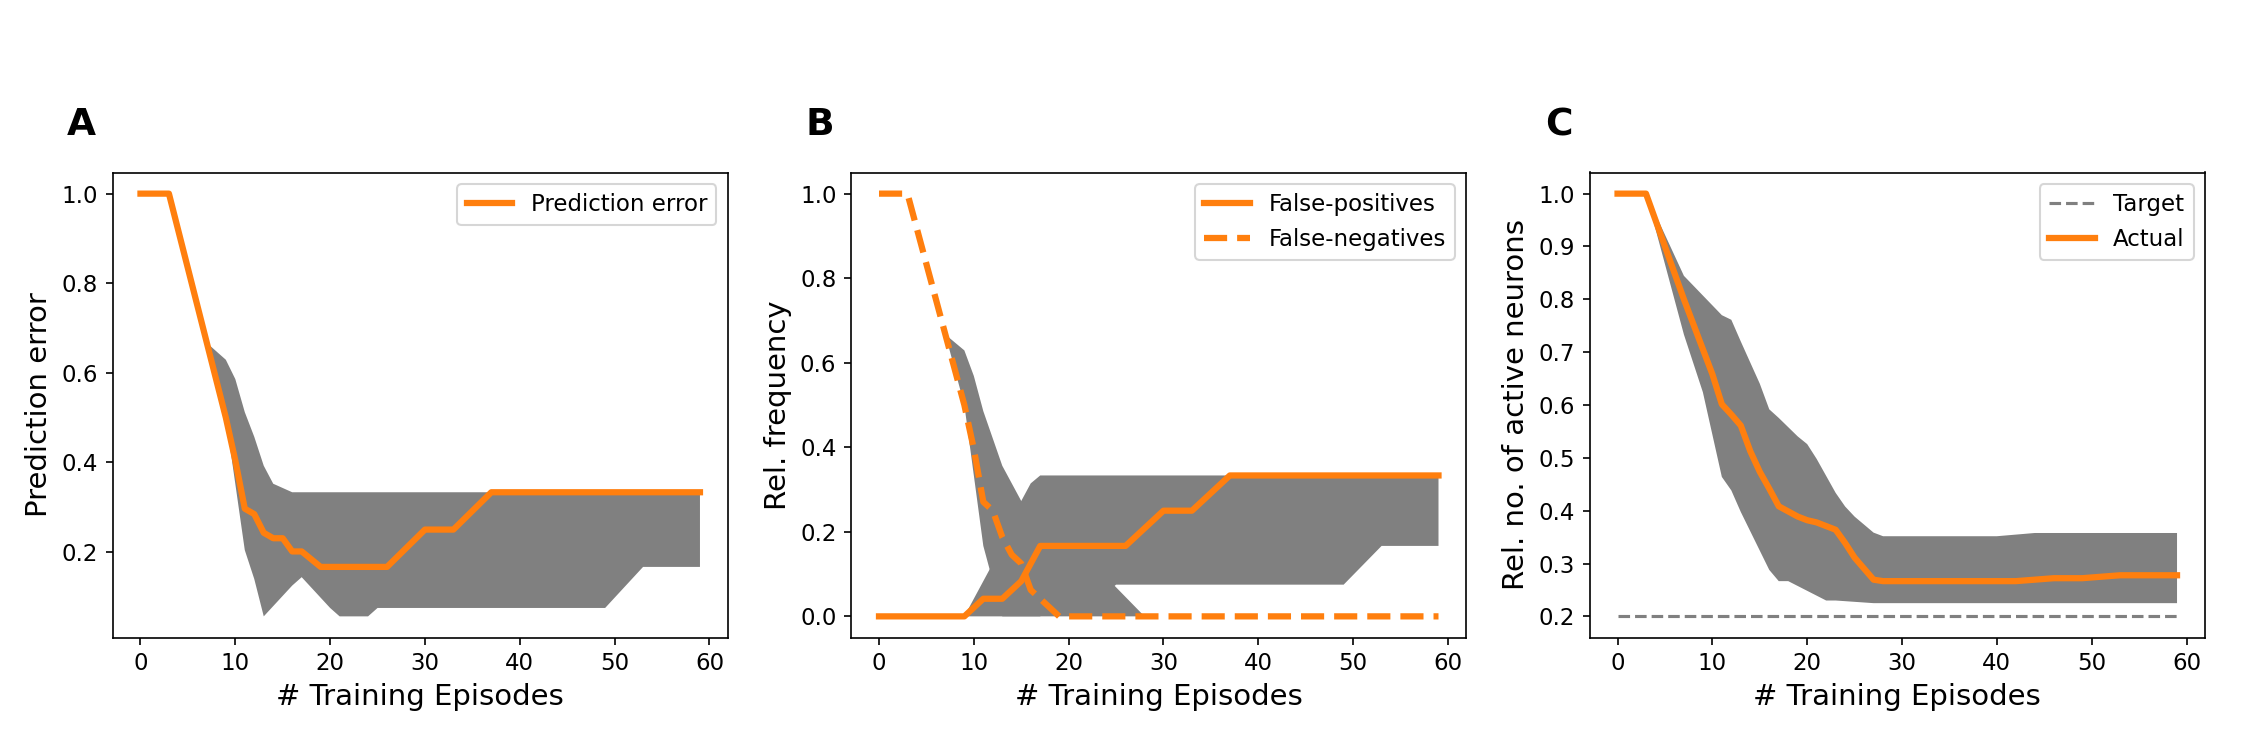 A
B
C
Prediction error
1.0
0.8
0.6
0.4
0.2
0
10
20
30
40
50
60
# Training Episodes
Prediction error
Rel. frequency
1.0
0.8
0.6
0.4
0.2
0.0
0
10
20
30
40
50
60
# Training Episodes
False-positives
False-negatives
Rel. no. of active neurons
1.0
0.9
0.8
0.7
0.6
0.5
0.4
0.3
0.2
0
10
20
30
40
50
60
# Training Episodes
Target
Actual